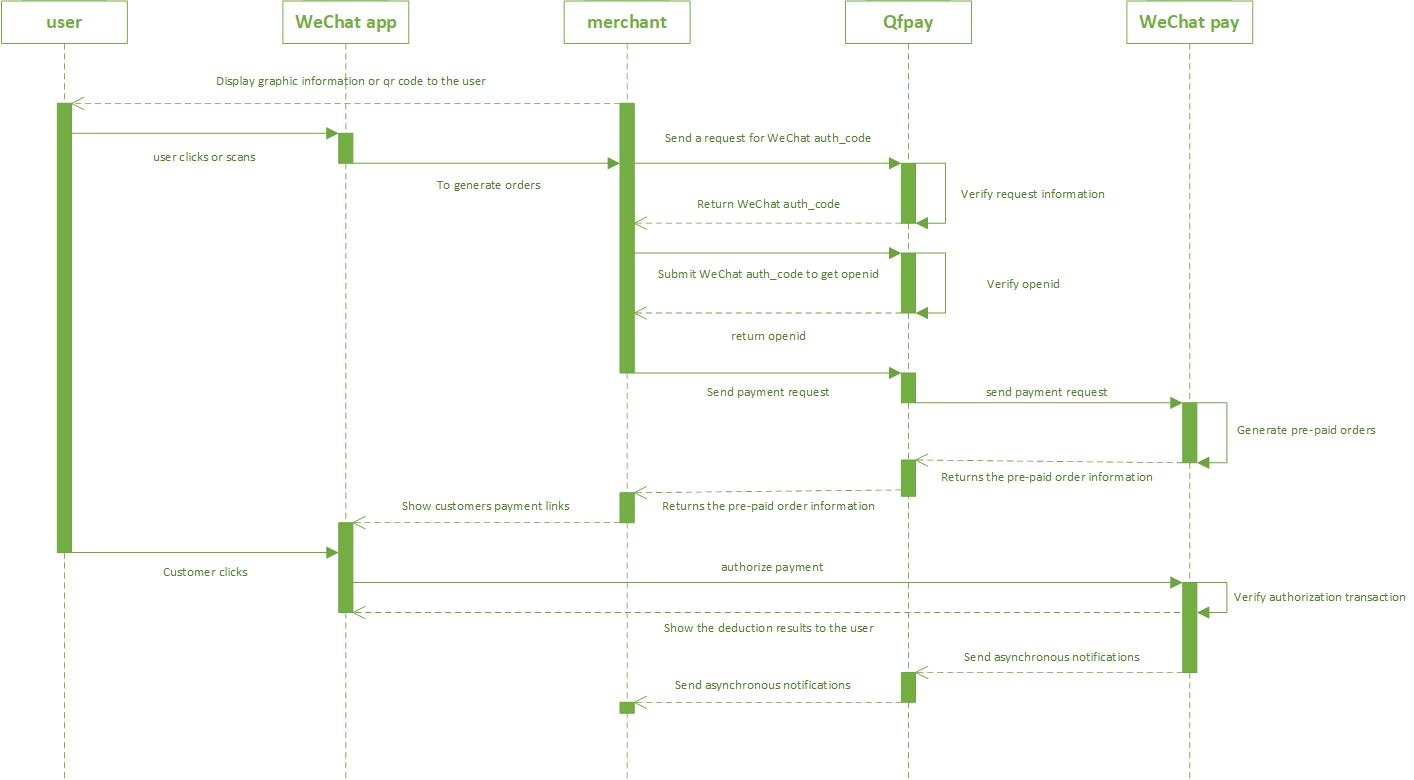 user
WeChat app
merchant
Qfpay
WeChat pay
Display graphic information or qr code to the user
user clicks or scans
Send a request for WeChat auth_code
To generate orders
Verify request information
Return WeChat auth_code
Submit WeChat auth_code to get openid
Verify openid
return openid
Send payment request
send payment request
Generate pre-paid orders
Returns the pre-paid order information
Show customers payment links
Returns the pre-paid order information
Customer clicks
authorize payment
Verify authorization transaction
Show the deduction results to the user
Send asynchronous notifications
Send asynchronous notifications